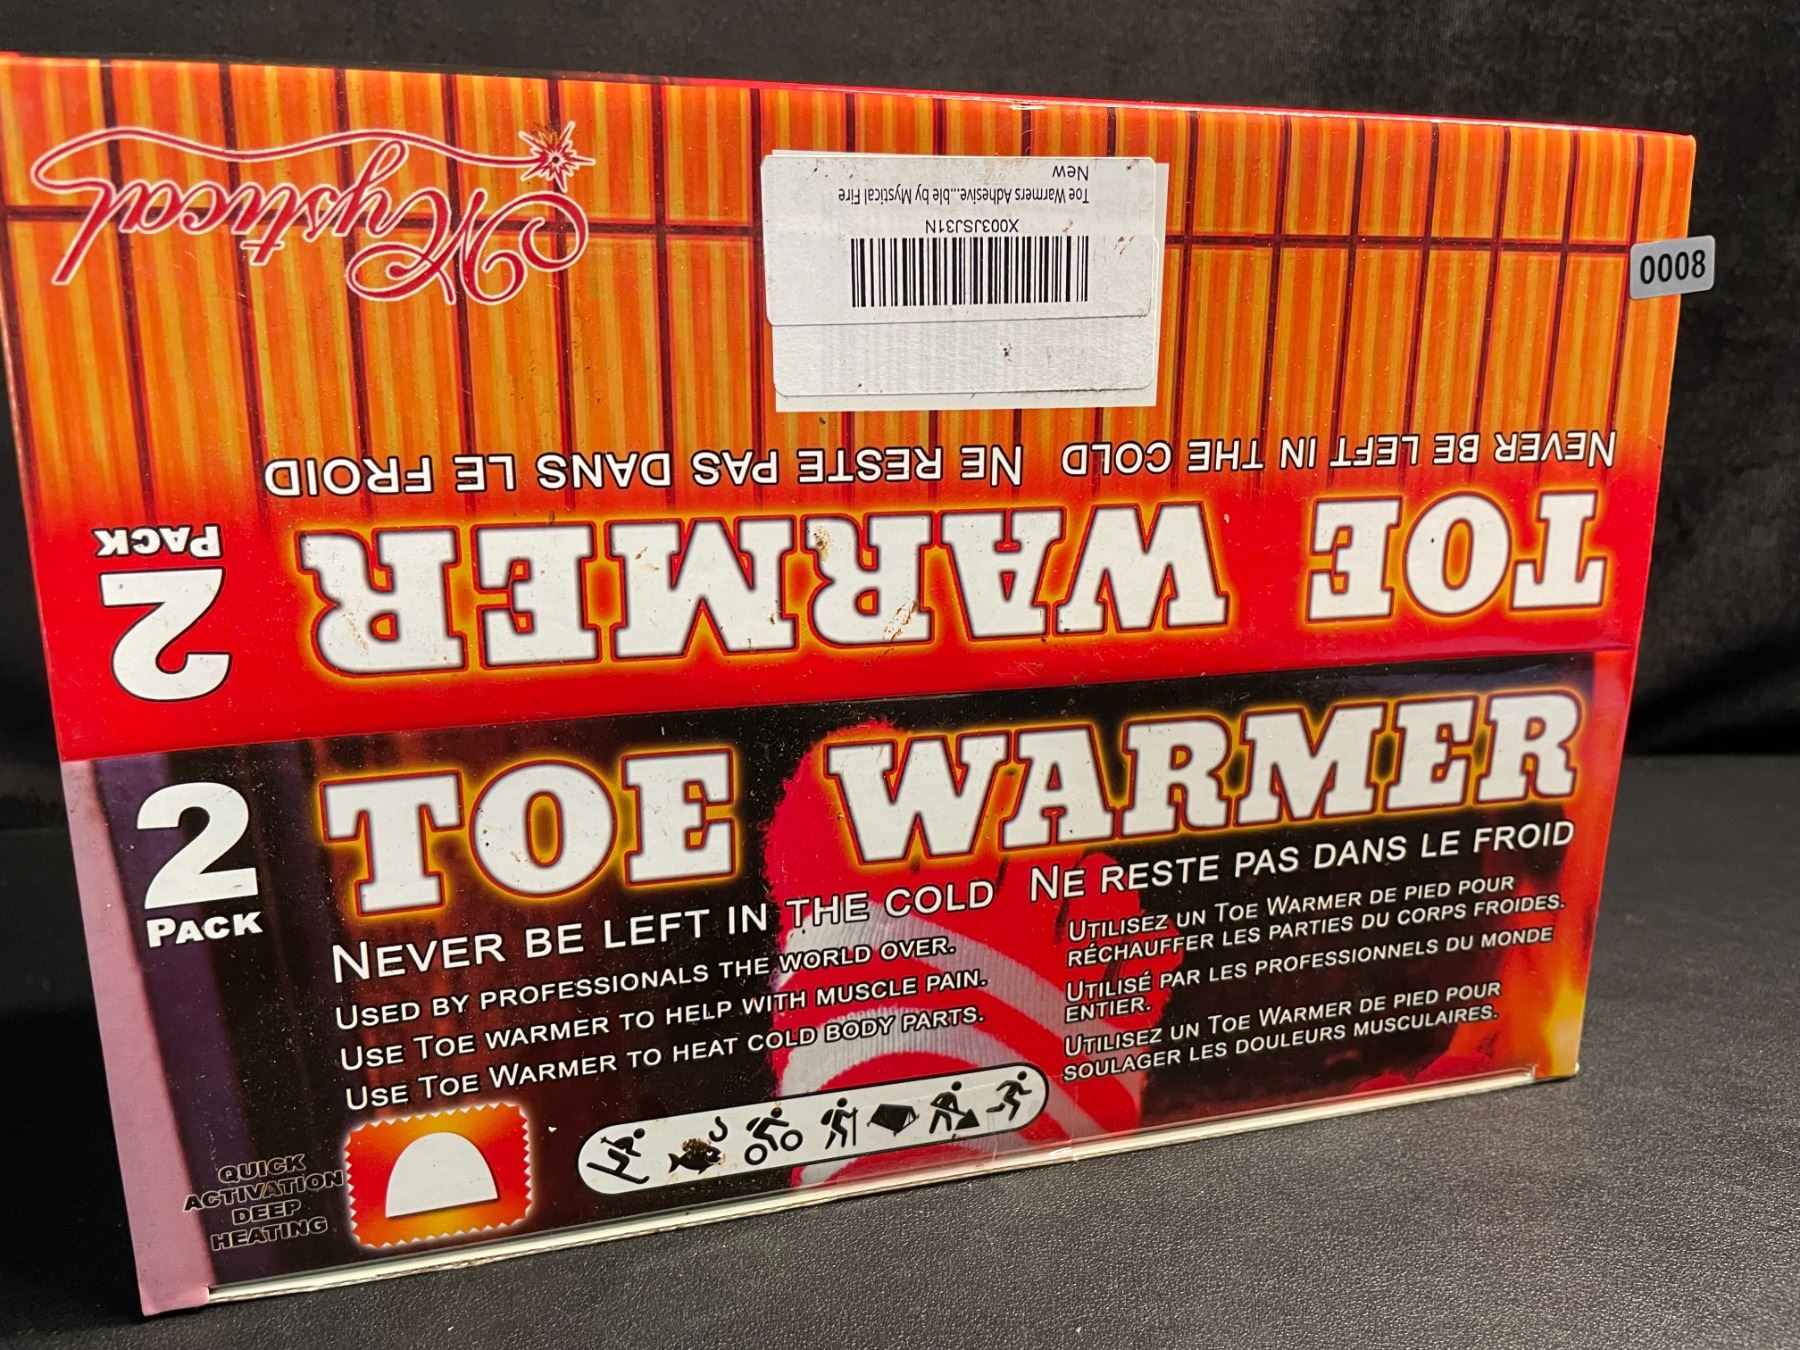 Mystical
New
Toe Warmers Adhesive...ble by Mystical Fire
X003JSJ31N
0008
NEVER BE LEFT IN THE COLD NE RESTE PAS DANS LE FROID
TOE WARMER
2
PACK
2
PACK
TOE WARMER
NEVER BE LEFT IN THE COLD NE RESTE PAS DANS LE FROID
USED BY PROFESSIONALS THE WORLD OVER.
USE TOE WARMER TO HELP WITH MUSCLE PAIN.
USE TOE WARMER TO HEAT COLD BODY PARTS.
UTILISEZ UN TOE WARMER DE PIED POUR
RÉCHAUFFER LES PARTIES DU CORPS FROIDES.
UTILISÉ PAR LES PROFESSIONNELS DU MONDE
ENTIER.
UTILISEZ UN TOE WARMER DE PIED POUR
SOULAGER LES DOULEURS MUSCULAIRES.
QUICK
ACTIVATION
DEEP
HEATING